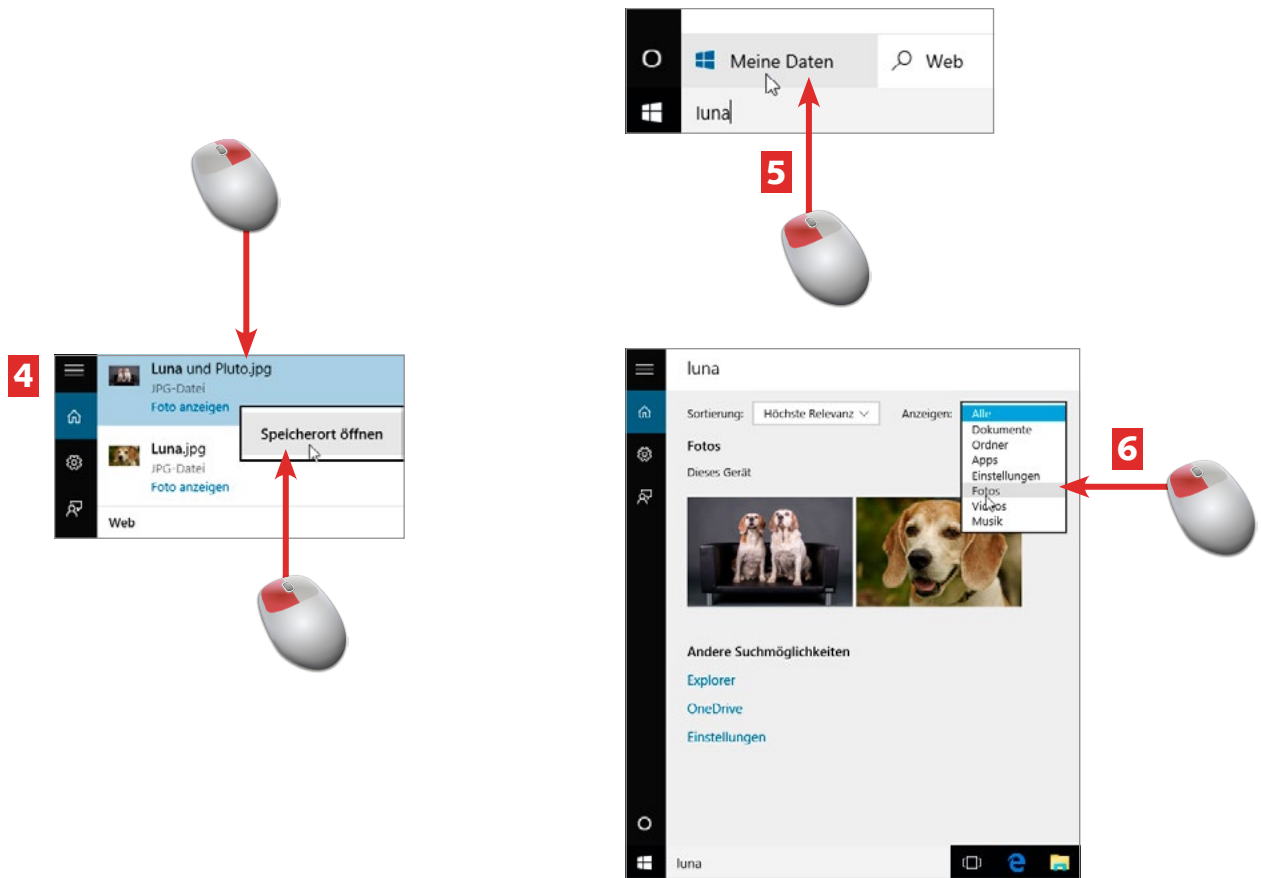 4
Luna und Pluto.jpg
JPG-Datei
Foto anzeigen
Speicherort öffnen
Luna.jpg
JPG-Datei
Foto anzeigen
Web
Meine Daten
Web
luna
5
luna
Sortierung: Höchste Relevanz Anzeigen: Alle
Dokumente
Ordner
Apps
Einstellungen
Fotos
Videos
Musik
Fotos
Dieses Gerät
6
Andere Suchmöglichkeiten
Explorer
OneDrive
Einstellungen
luna